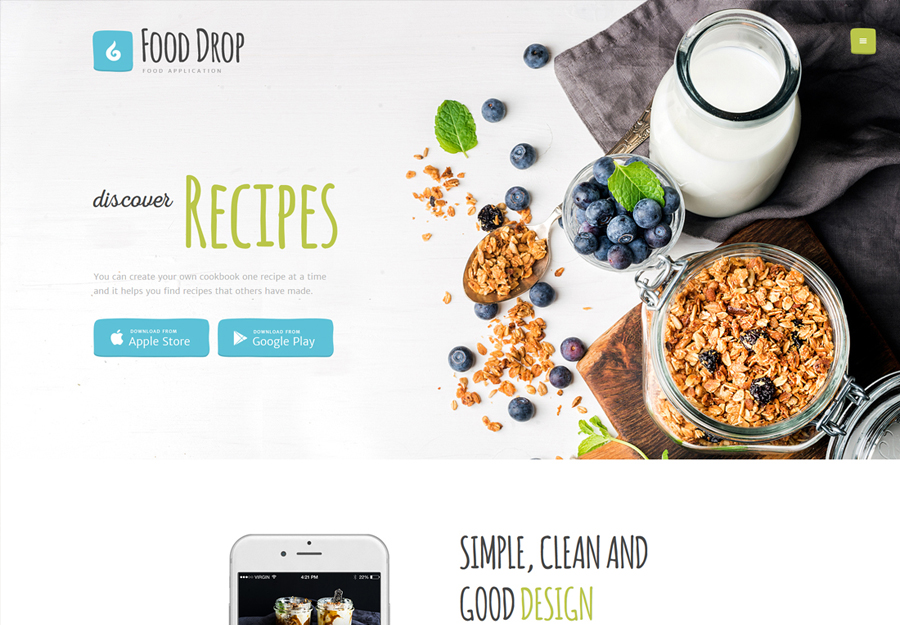 FOOD DROP
FOOD APPLICATION
discover RECIPES
You can create your own cookbook one recipe at a time
and it helps you find recipes that others have made.
DOWNLOAD FROM
Apple Store
DOWNLOAD FROM
Google Play
SIMPLE, CLEAN AND
GOOD DESIGN
VIRGIN 4:21 PM 22%